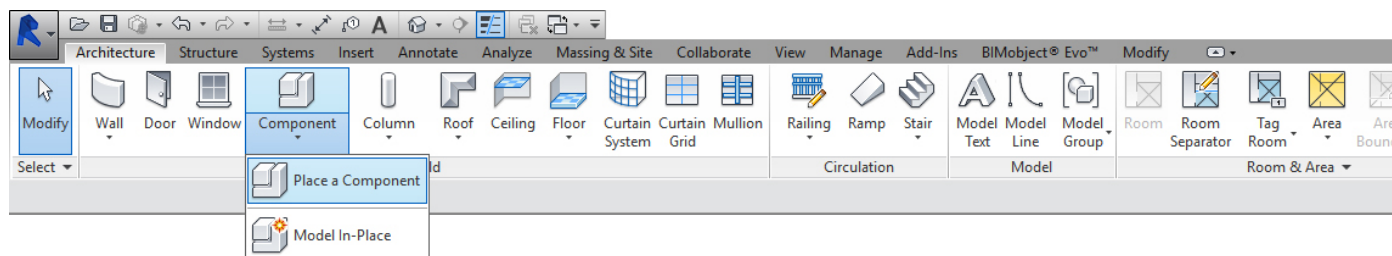 Architecture Structure Systems Insert Annotate Analyze Massing & Site Collaborate View Manage Add-Ins BIMobject® Evo™ Modify
Modify Wall Door Window Component Column Roof Ceiling Floor Curtain System Curtain Grid Mullion Railing Ramp Stair Model Text Model Line Model Group Room Room Separator Tag Room Area
Select Circulation Model Room & Area
Place a Component
Model In-Place